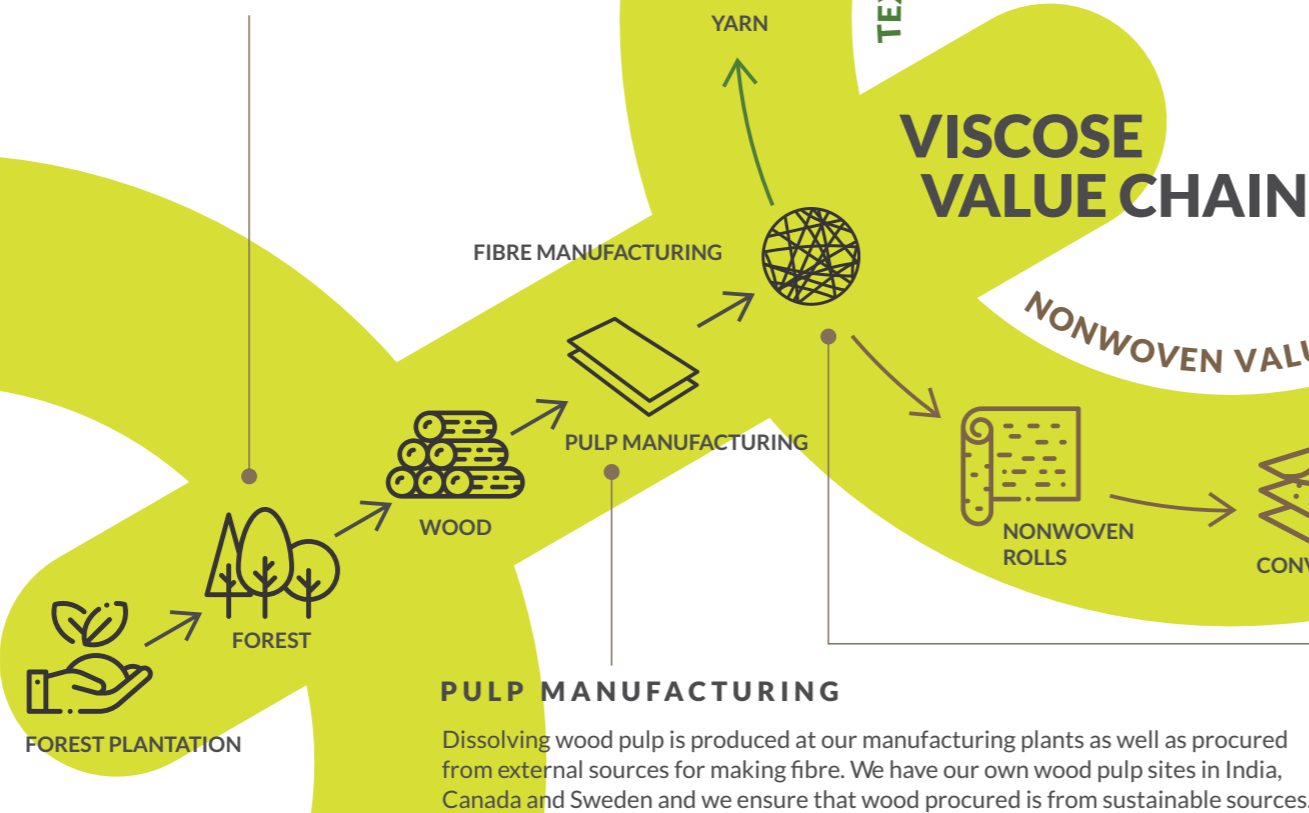 YARN
TEX
VISCOSE
VALUE CHAIN
FIBRE MANUFACTURING
NONWOVEN VALU
PULP MANUFACTURING
WOOD
NONWOVEN
ROLLS
CONV
FOREST
FOREST PLANTATION
PULP MANUFACTURING
Dissolving wood pulp is produced at our manufacturing plants as well as procured
from external sources for making fibre. We have our own wood pulp sites in India,
Canada and Sweden and we ensure that wood procured is from sustainable sources.